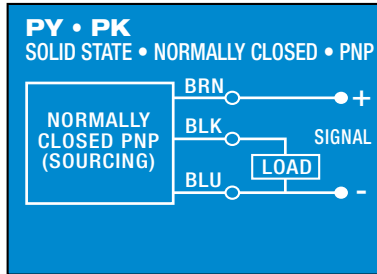 PY • PK
SOLID STATE • NORMALLY CLOSED • PNP
BRN
+
NORMALLY
CLOSED PNP
(SOURCING)
BLK
SIGNAL
LOAD
BLU
-